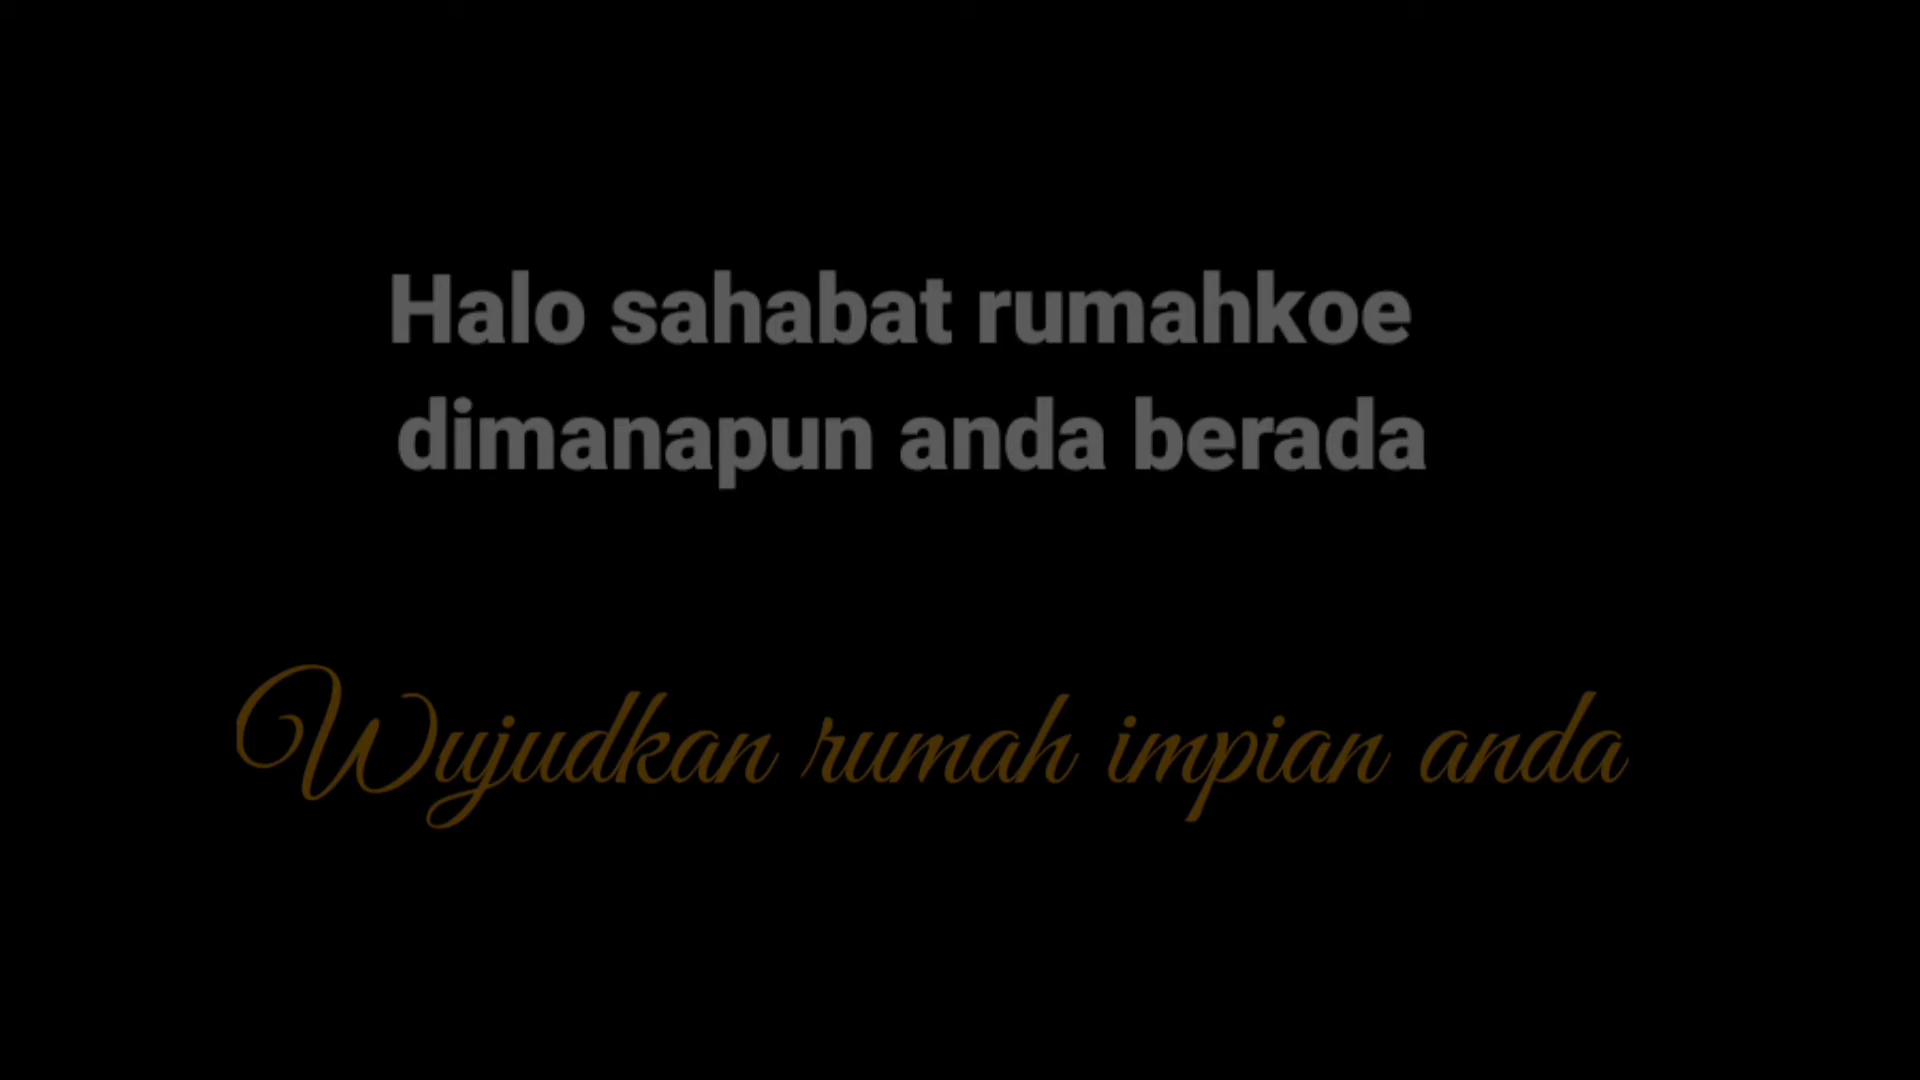 Halo sahabat rumahkoe
dimanapun anda berada
Wujudkan rumah impian anda